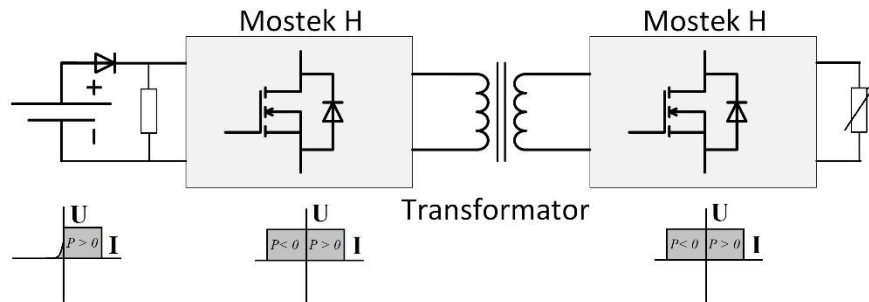 Mostek H
Mostek H
+
−
Transformator
U
P > 0
I
U
P < 0
P > 0
I
U
P < 0
P > 0
I